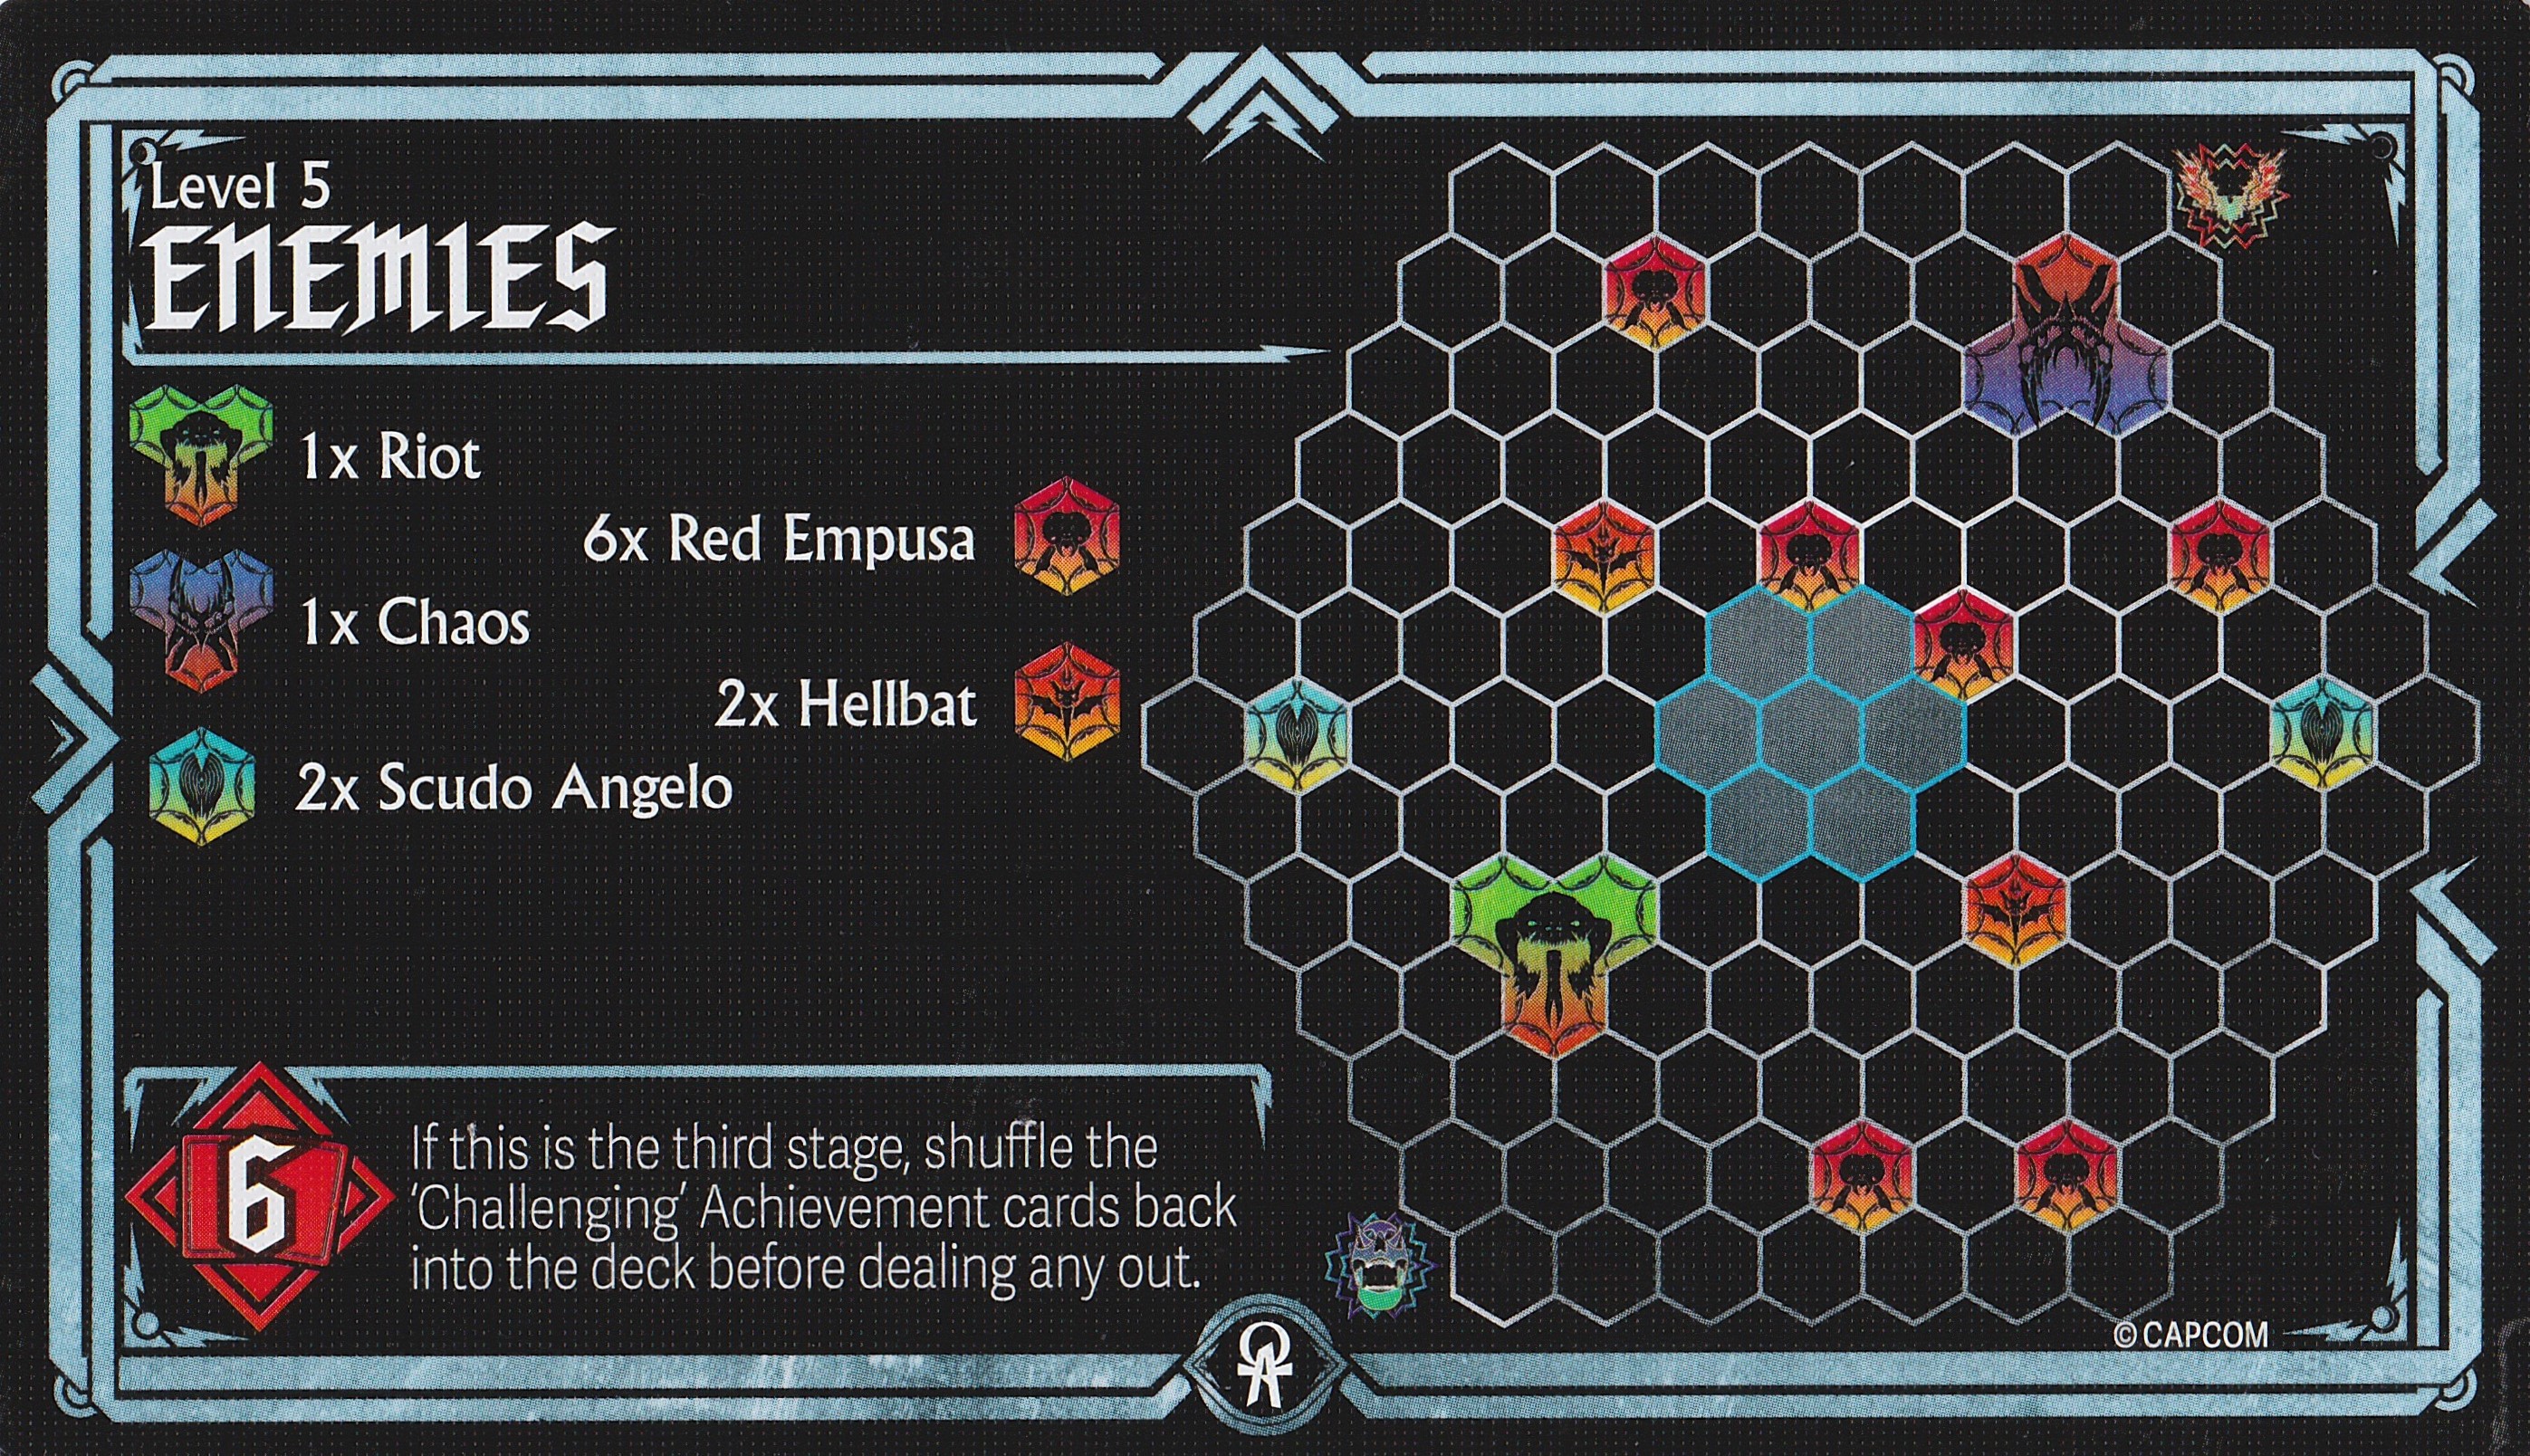 Level 5
ENEMIES
1x Riot
6x Red Empusa
1x Chaos
2x Hellbat
2x Scudo Angelo
6
If this is the third stage, shuffle the
‘Challenging’ Achievement cards back
into the deck before dealing any out.
© CAPCOM